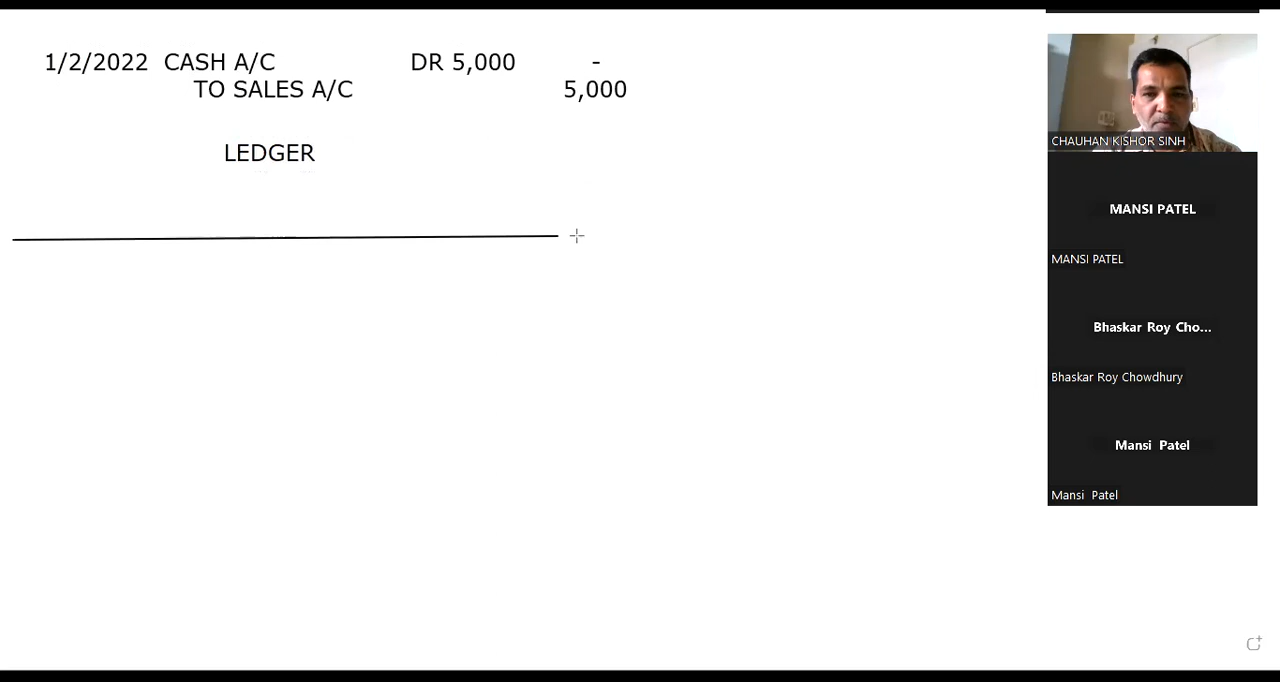 1/2/2022 CASH A/C DR 5,000 -
TO SALES A/C 5,000
LEDGER
CHAUHAN KISHOR SINH
MANSI PATEL
MANSI PATEL
Bhaskar Roy Cho...
Bhaskar Roy Chowdhury
Mansi Patel
Mansi Patel